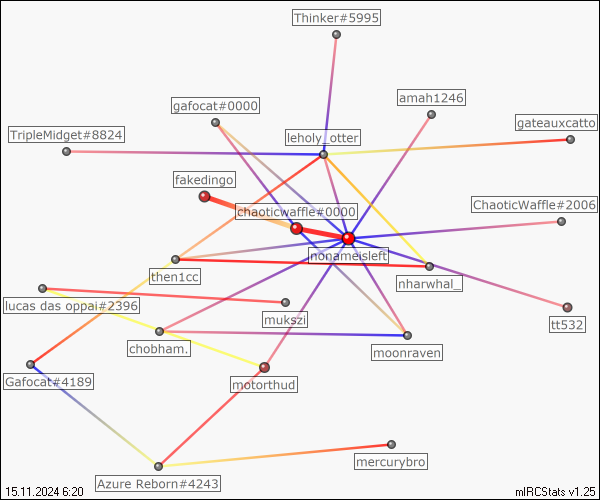 Thinker#5995
gafocat#0000
amah1246
gateauxcatto
TripleMidget#8824
leholy_otter
fakedingo
chaoticwaffle#0000
ChaoticWaffle#2006
nonameisleft
then1cc
nharwhal_
lucas das oppai#2396
mukszi
tt532
chobham.
moonraven
Gafocat#4189
motorthud
mercurybro
Azure Reborn#4243
15.11.2024 6:20
mIRCStats v1.25